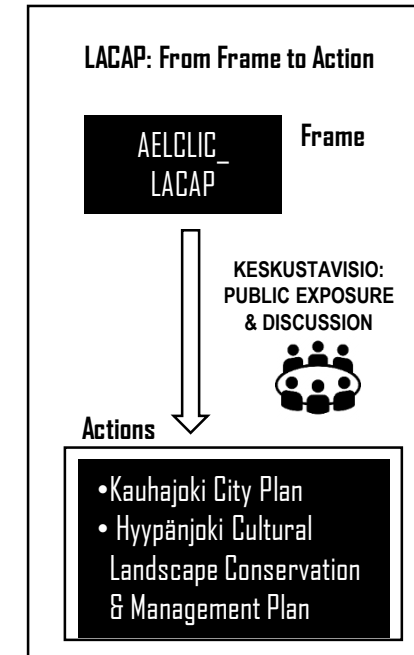 LACAP: From Frame to Action
AELCLIC_
LACAP
Frame
KESKUSTAVISIO:
PUBLIC EXPOSURE
& DISCUSSION
Actions
•Kauhajoki City Plan
• Hyypänjoki Cultural
Landscape Conservation
& Management Plan